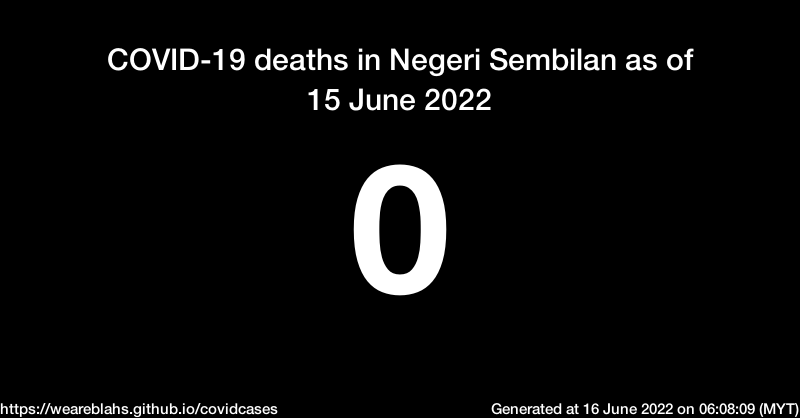 COVID-19 deaths in Negeri Sembilan as of
15 June 2022
0
https://weareblahs.github.io/covidcases
Generated at 16 June 2022 on 06:08:09 (MYT)